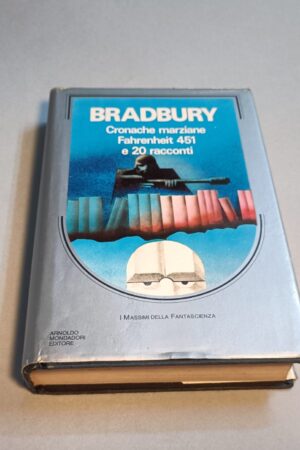 BRADBURY
Cronache marziane
Fahrenheit 451
e 20 racconti
I MASSIMI DELLA FANTASCIENZA
ARNOLDO
MONDADORI
EDITORE